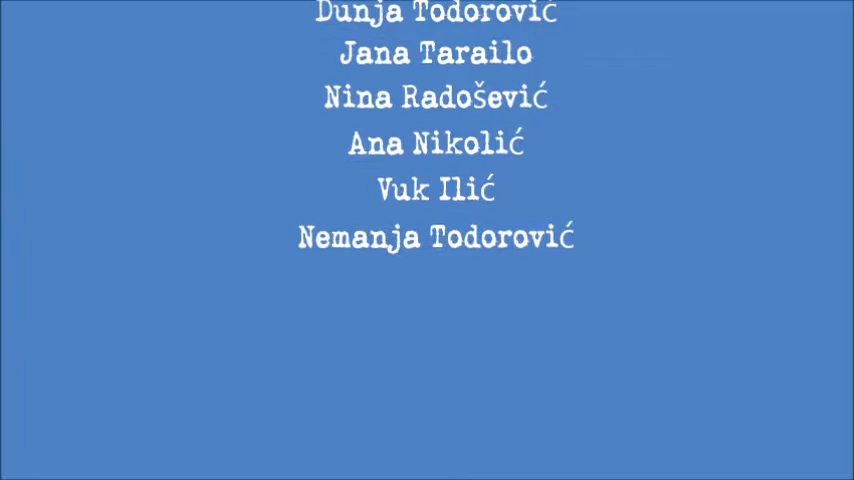 Dunja Todorović
Jana Tarailo
Nina Radošević
Ana Nikolić
Vuk Ilić
Nemanja Todorović